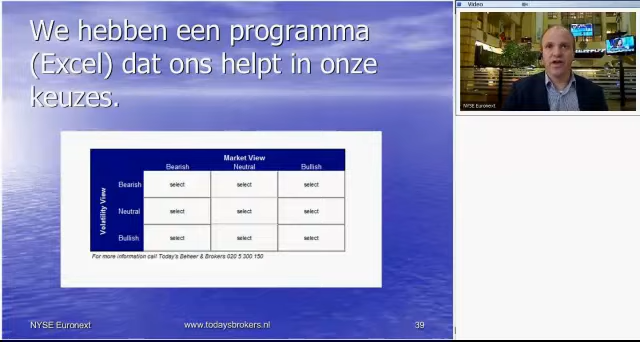 We hebben een programma
(Excel) dat ons helpt in onze
keuzes.
Market View
Bearish Neutral Bullish
Volatility View
Bearish select select select
Neutral select select select
Bullish select select select
For more information call Today's Beheer & Brokers 020 5 300 150
NYSE Euronext www.todaysbrokers.nl 39
Video
NYSE Euronext